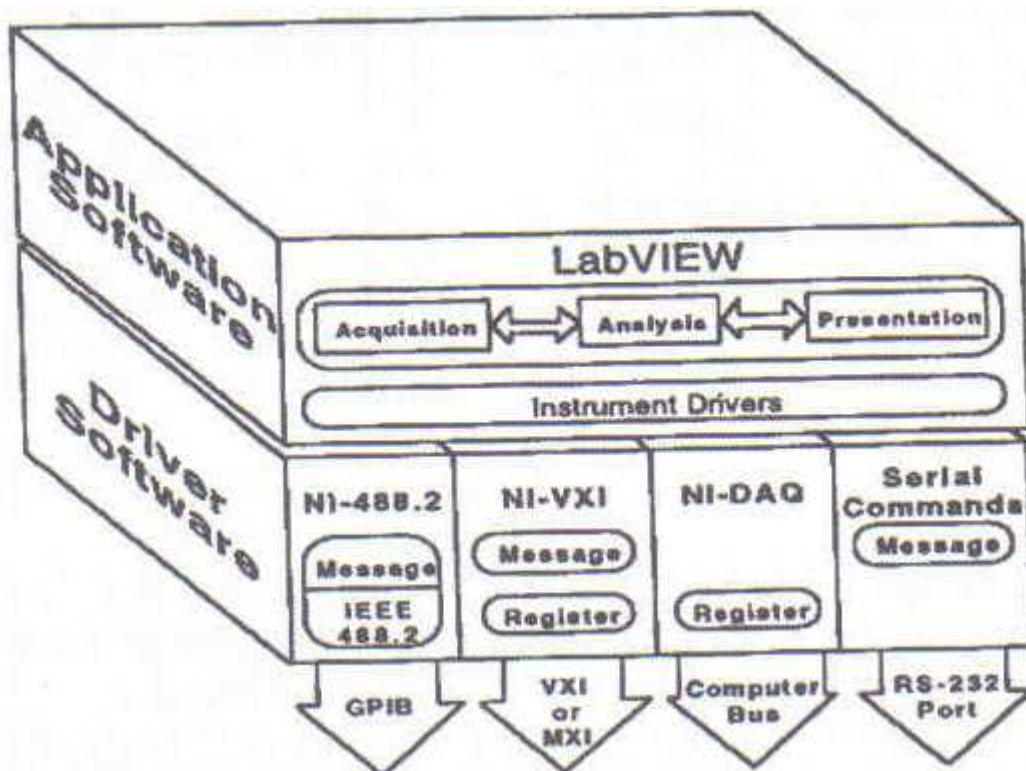 Application
Software
Driver
Software
LabVIEW
Acquisition
Analysis
Presentation
Instrument Drivers
NI-488.2
Message
IEEE
488.2
NI-VXI
Message
Register
NI-DAQ
Register
Serial
Commands
Message
GPIB
VXI
or
MXI
Computer
Bus
RS-232
Port